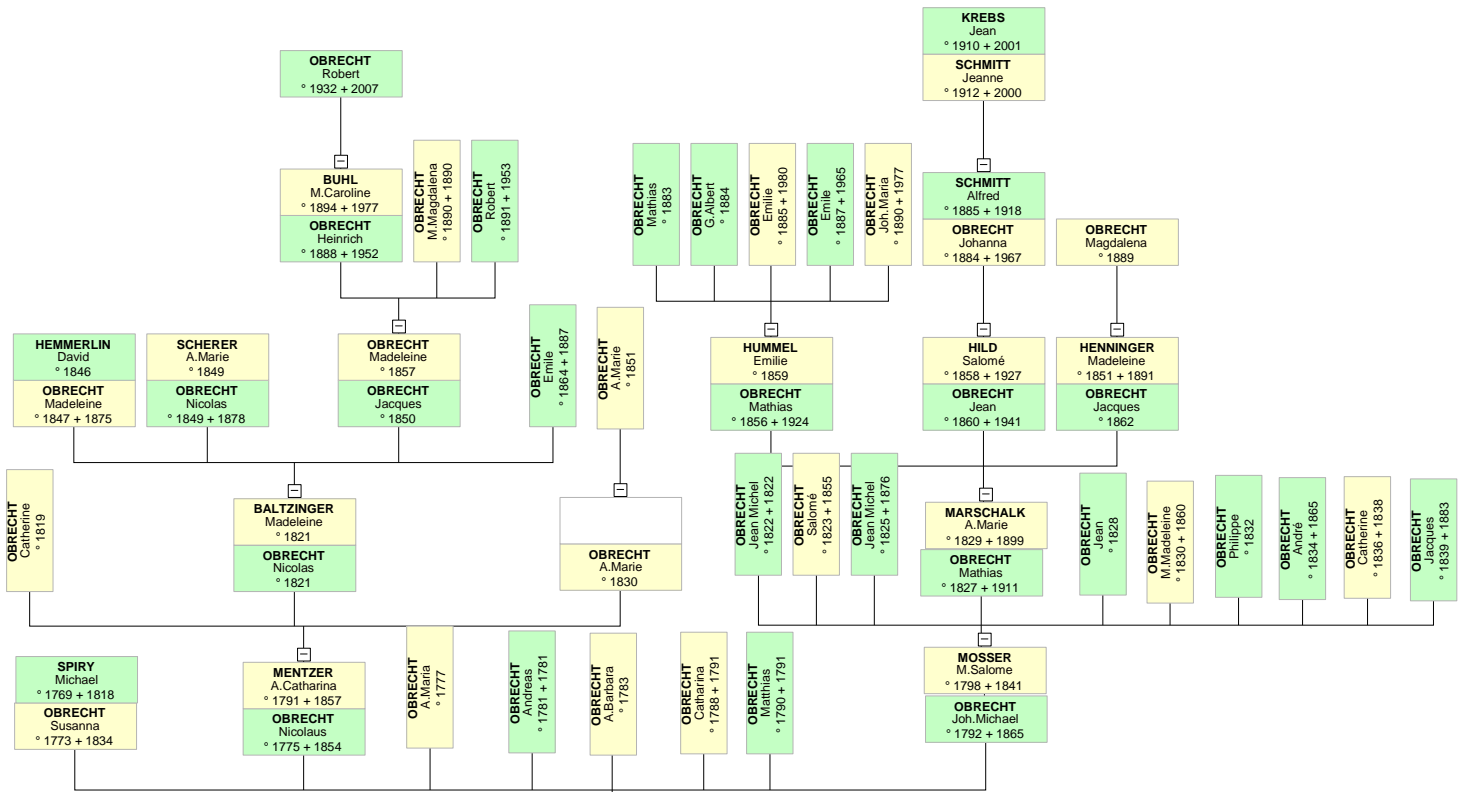 KREBS
Jean
° 1910 + 2001
SCHMITT
Jeanne
° 1912 + 2000
OBRECHT
Robert
° 1932 + 2007
BUHL
M.Caroline
° 1894 + 1977
OBRECHT
Heinrich
° 1888 + 1952
OBRECHT
M.Magdalena
° 1890 + 1890
OBRECHT
Robert
° 1891 + 1953
OBRECHT
Mathias
° 1883
OBRECHT
G.Albert
° 1884
OBRECHT
Emilie
° 1885 + 1980
OBRECHT
Emile
° 1887 + 1965
OBRECHT
Joh.Maria
° 1890 + 1977
SCHMITT
Alfred
° 1885 + 1918
OBRECHT
Johanna
° 1884 + 1967
OBRECHT
Magdalena
° 1889
HEMMERLIN
David
° 1846
OBRECHT
Madeleine
° 1847 + 1875
SCHERER
A.Marie
° 1849
OBRECHT
Nicolas
° 1849 + 1878
OBRECHT
Madeleine
° 1857
OBRECHT
Jacques
° 1850
OBRECHT
Emile
° 1864 + 1887
OBRECHT
A.Marie
° 1851
HUMMEL
Emilie
° 1859
OBRECHT
Mathias
° 1856 + 1924
HILD
Salomé
° 1858 + 1927
OBRECHT
Jean
° 1860 + 1941
HENNINGER
Madeleine
° 1851 + 1891
OBRECHT
Jacques
° 1862
OBRECHT
Catherine
° 1819
BALTZINGER
Madeleine
° 1821
OBRECHT
Nicolas
° 1821
OBRECHT
A.Marie
° 1830
OBRECHT
Jean Michel
° 1822 + 1822
OBRECHT
Salomé
° 1823 + 1855
OBRECHT
Jean Michel
° 1825 + 1876
MARSCHALK
A.Marie
° 1829 + 1899
OBRECHT
Mathias
° 1827 + 1911
OBRECHT
Jean
° 1828
OBRECHT
M.Madeleine
° 1830 + 1860
OBRECHT
Philippe
° 1832
OBRECHT
André
° 1834 + 1865
OBRECHT
Catherine
° 1836 + 1838
OBRECHT
Jacques
° 1839 + 1883
SPIRY
Michael
° 1769 + 1818
OBRECHT
Susanna
° 1773 + 1834
MENTZER
A.Catharina
° 1791 + 1857
OBRECHT
Nicolaus
° 1775 + 1854
OBRECHT
A.Maria
° 1777
OBRECHT
Andreas
° 1781 + 1781
OBRECHT
A.Barbara
° 1783
OBRECHT
Catharina
° 1788 + 1791
OBRECHT
Matthias
° 1790 + 1791
MOSSER
M.Salome
° 1798 + 1841
OBRECHT
Joh.Michael
° 1792 + 1865